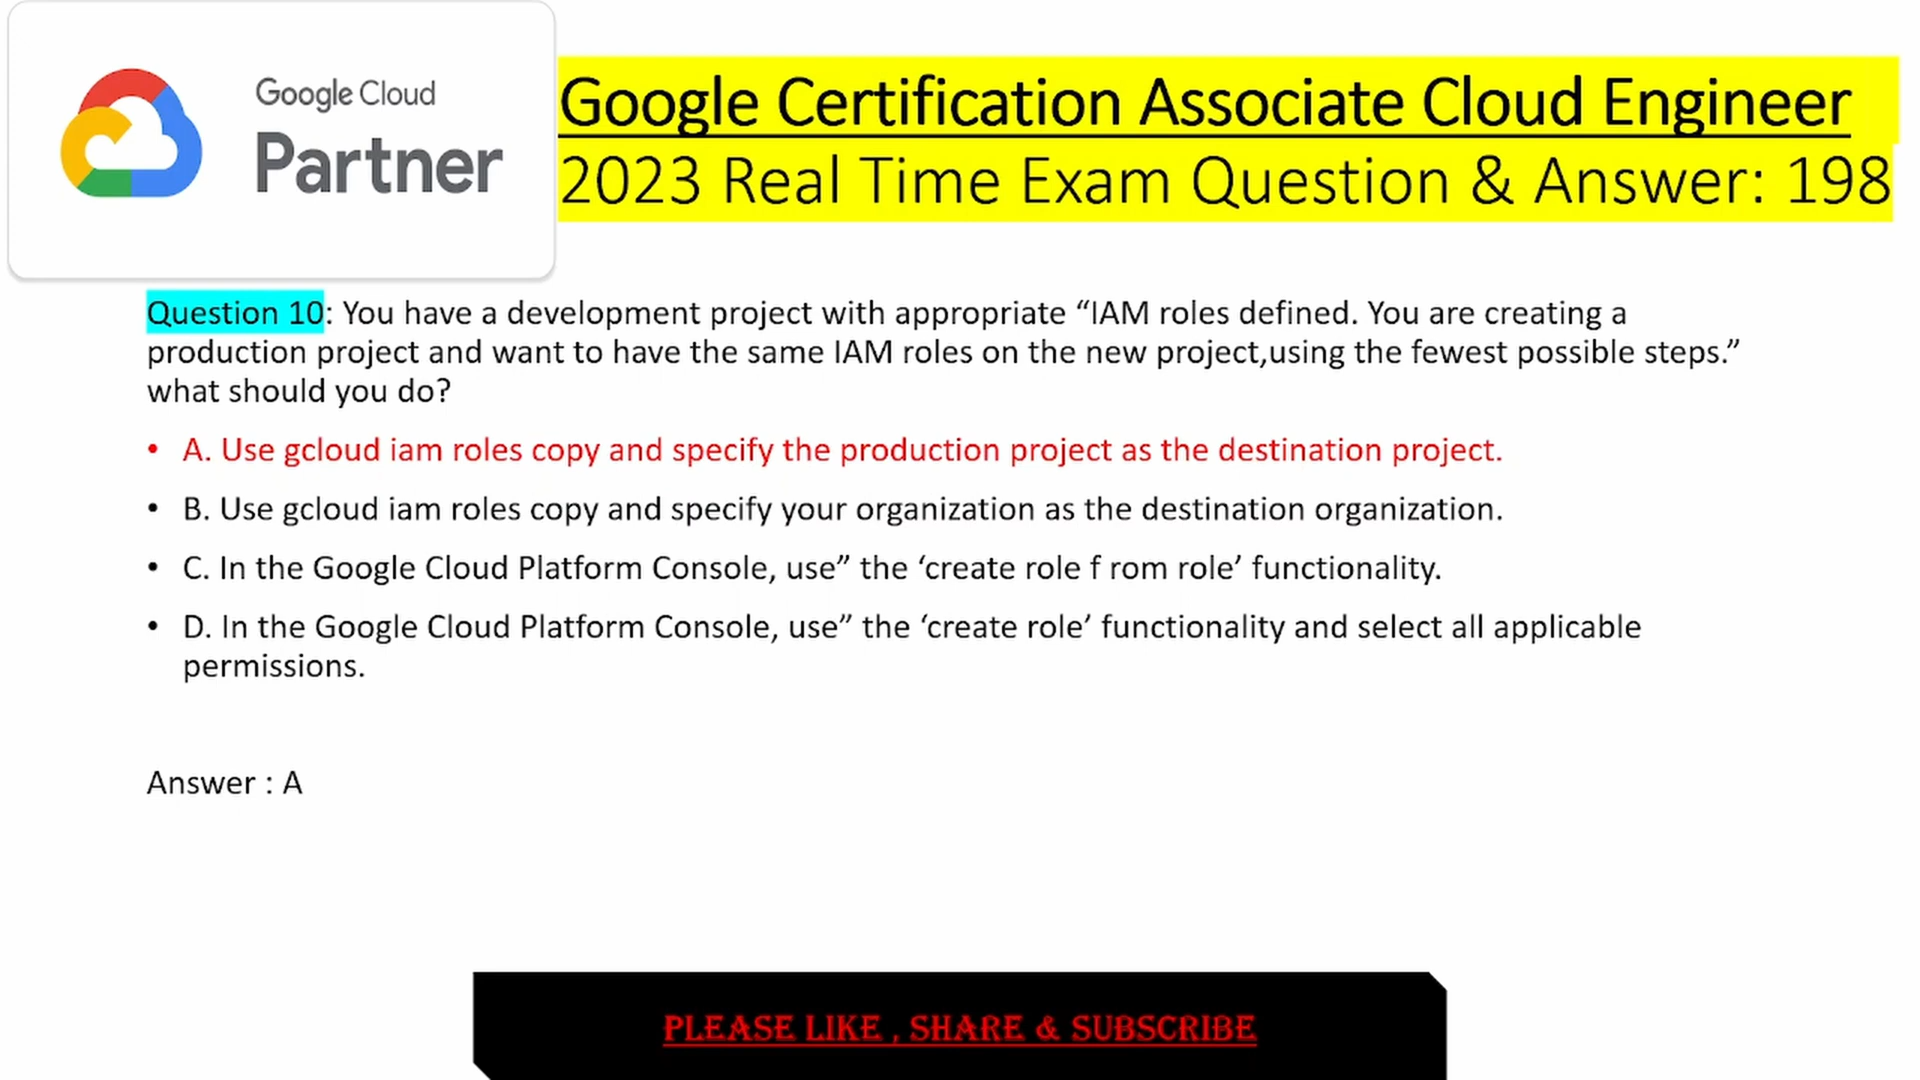 Google Cloud
Partner
Google Certification Associate Cloud Engineer
2023 Real Time Exam Question & Answer: 198
Question 10: You have a development project with appropriate “IAM roles defined. You are creating a
production project and want to have the same IAM roles on the new project,using the fewest possible steps.”
what should you do?
• A. Use gcloud iam roles copy and specify the production project as the destination project.
• B. Use gcloud iam roles copy and specify your organization as the destination organization.
• C. In the Google Cloud Platform Console, use” the ‘create role f rom role’ functionality.
• D. In the Google Cloud Platform Console, use” the ‘create role’ functionality and select all applicable
permissions.
Answer : A
PLEASE LIKE , SHARE & SUBSCRIBE